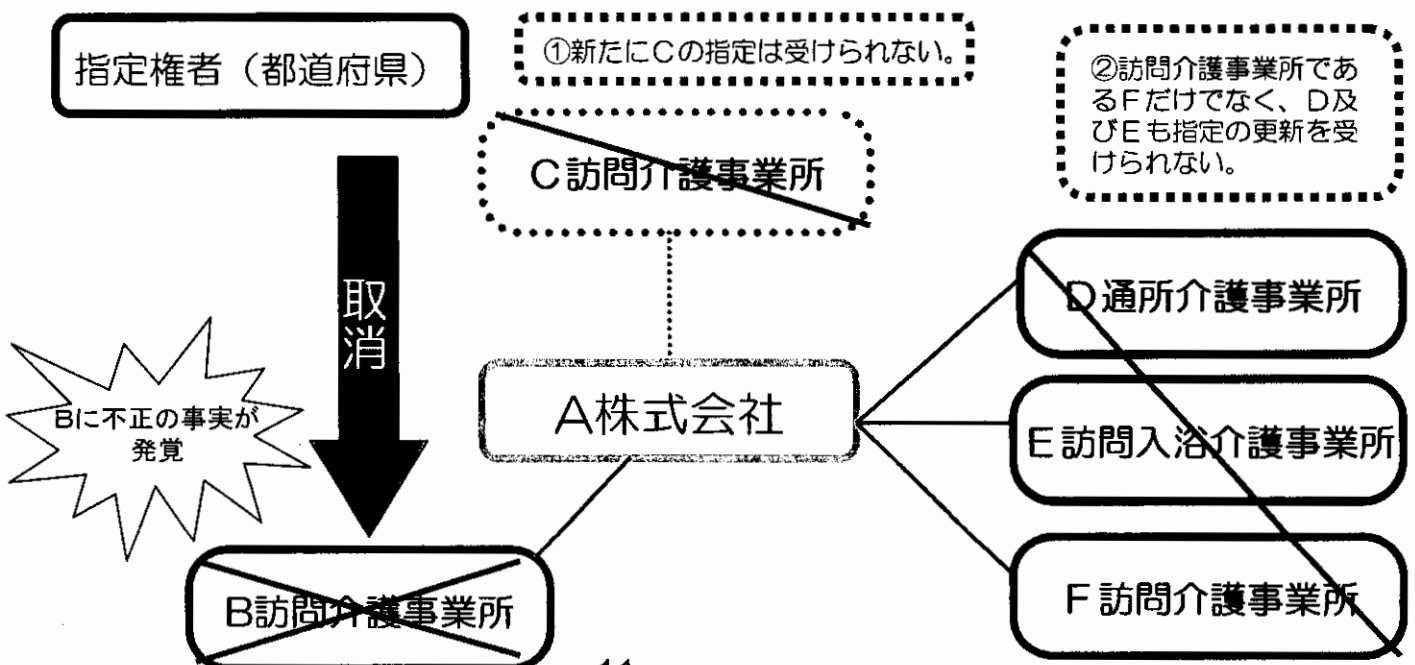 指定権者（都道府県）
①新たにCの指定は受けられない。
②訪問介護事業所であ
るFだけでなく、D及
びEも指定の更新を受
けられない。
C訪問介護事業所
取消
Bに不正の事実が
発覚
A株式会社
D通所介護事業所
E訪問入浴介護事業所
F訪問介護事業所
B訪問介護事業所